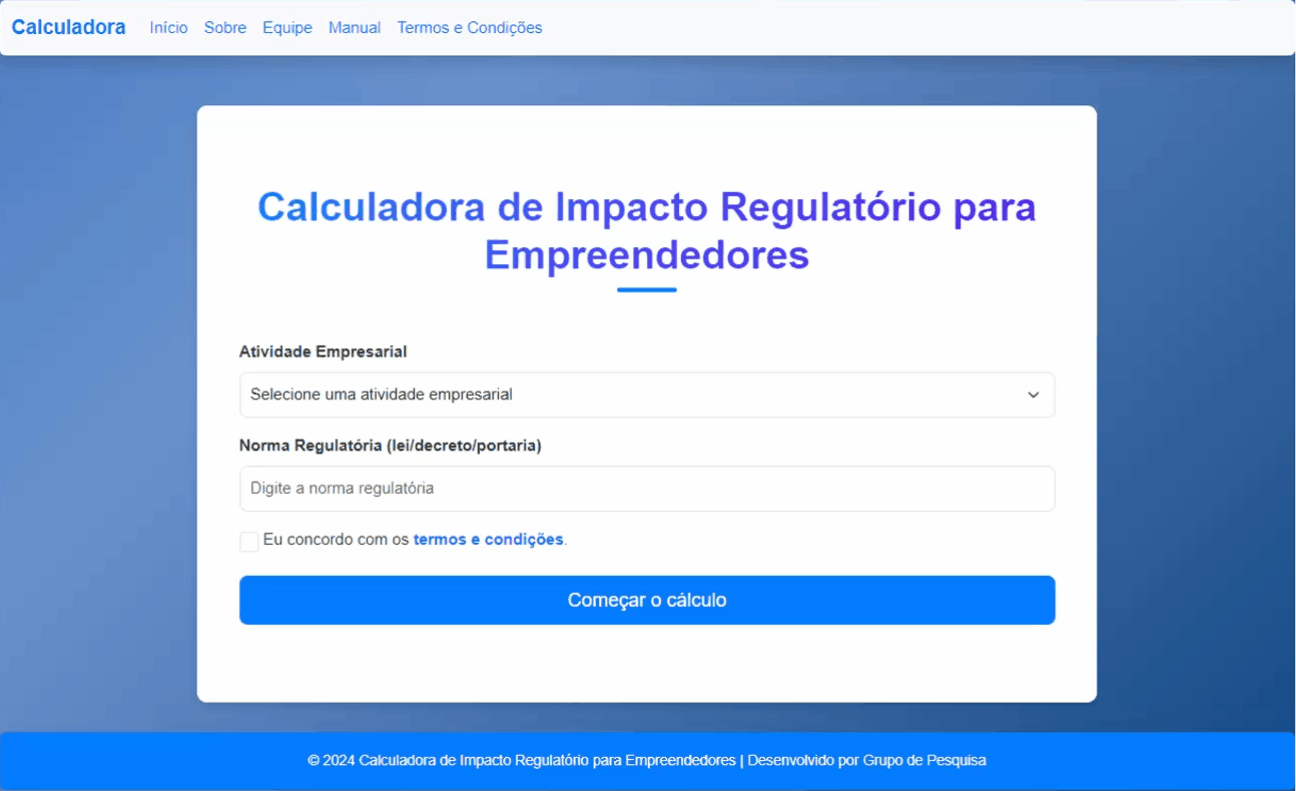 Calculadora Início Sobre Equipe Manual Termos e Condições
Calculadora de Impacto Regulatório para
Empreendedores
Atividade Empresarial
Selecione uma atividade empresarial
Norma Regulatória (lei/decreto/portaria)
Digite a norma regulatória
Eu concordo com os termos e condições.
Começar o cálculo
© 2024 Calculadora de Impacto Regulatório para Empreendedores | Desenvolvido por Grupo de Pesquisa